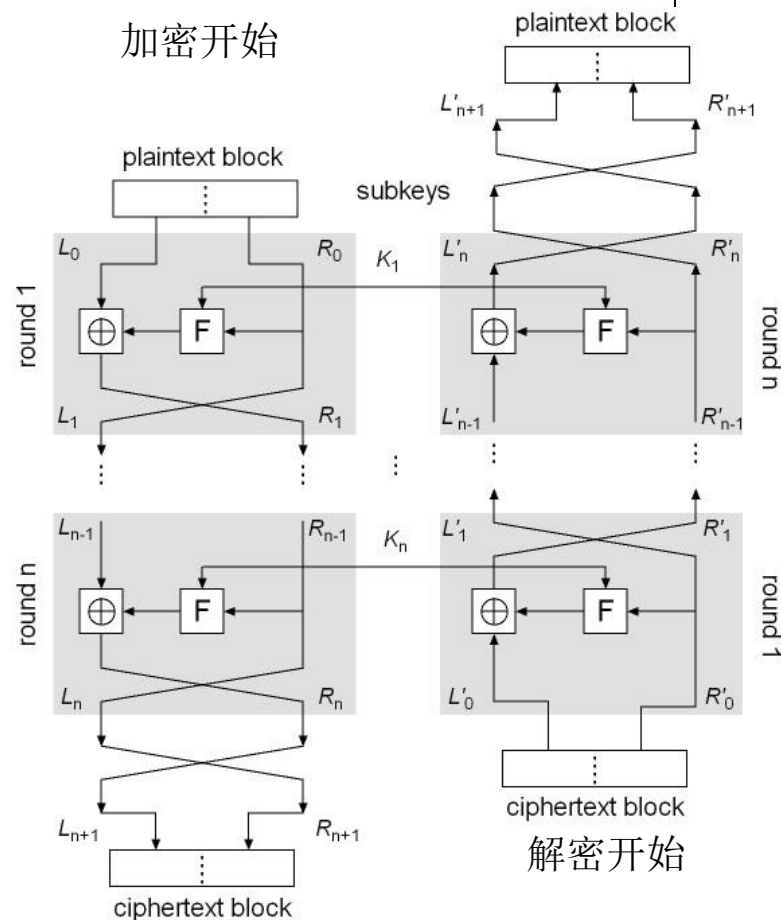 加密开始
plaintext block
L'n+1
R'n+1
plaintext block
subkeys
L0
R0
K1
L'n
R'n
round 1
F
F
round n
L1
R1
L'n-1
R'n-1
Ln-1
Rn-1
Kn
L'1
R'1
round n
F
F
round 1
Ln
Rn
L'0
R'0
ciphertext block
Ln+1
Rn+1
解密开始
ciphertext block